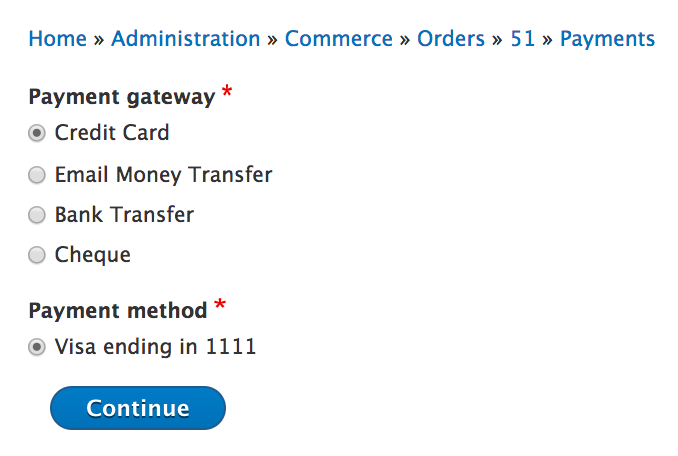 Home » Administration » Commerce » Orders » 51 » Payments
Payment gateway *
Credit Card
Email Money Transfer
Bank Transfer
Cheque
Payment method *
Visa ending in 1111
Continue